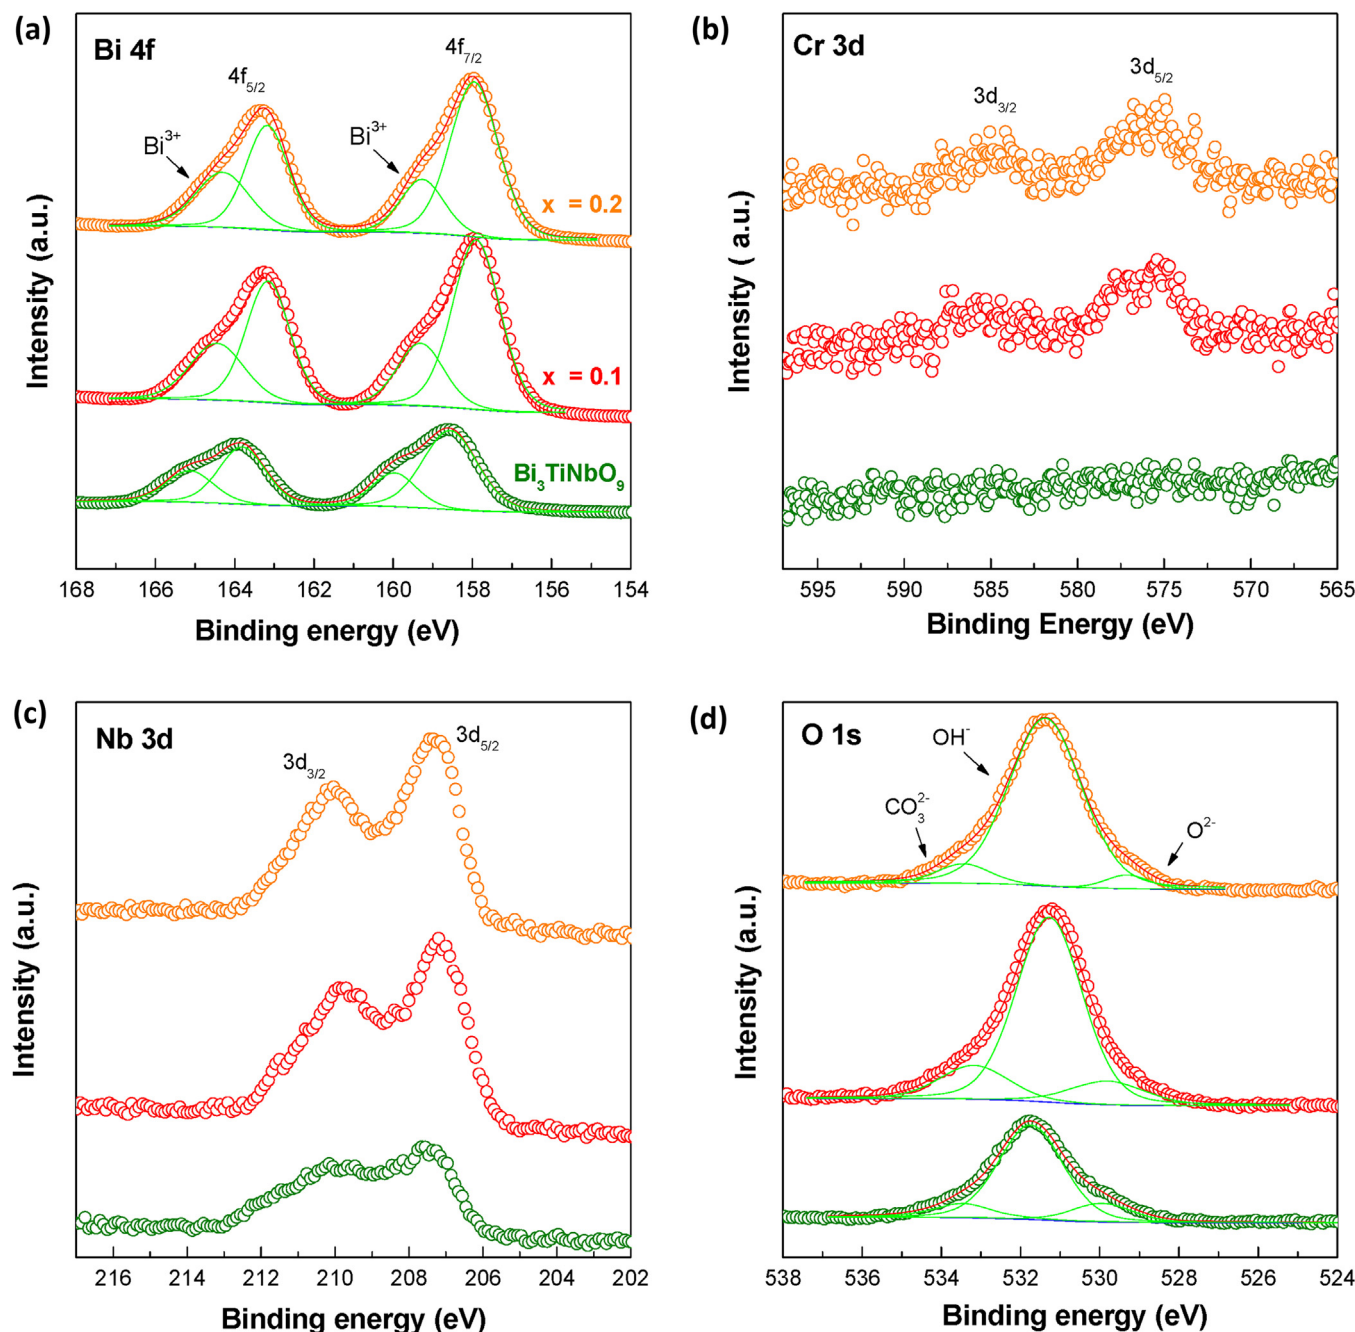 (a)
Bi 4f
4f5/2
4f7/2
Bi3+
Bi3+
x = 0.2
x = 0.1
Bi3TiNbO9
Intensity (a.u.)
168 166 164 162 160 158 156 154
Binding energy (eV)
(b)
Cr 3d
3d3/2
3d5/2
Intensity ( a.u.)
595 590 585 580 575 570 565
Binding Energy (eV)
(c)
Nb 3d
3d3/2
3d5/2
Intensity (a.u.)
216 214 212 210 208 206 204 202
Binding energy (eV)
(d)
O 1s
OH-
CO32-
O2-
Intensity (a.u.)
538 536 534 532 530 528 526 524
Binding energy (eV)